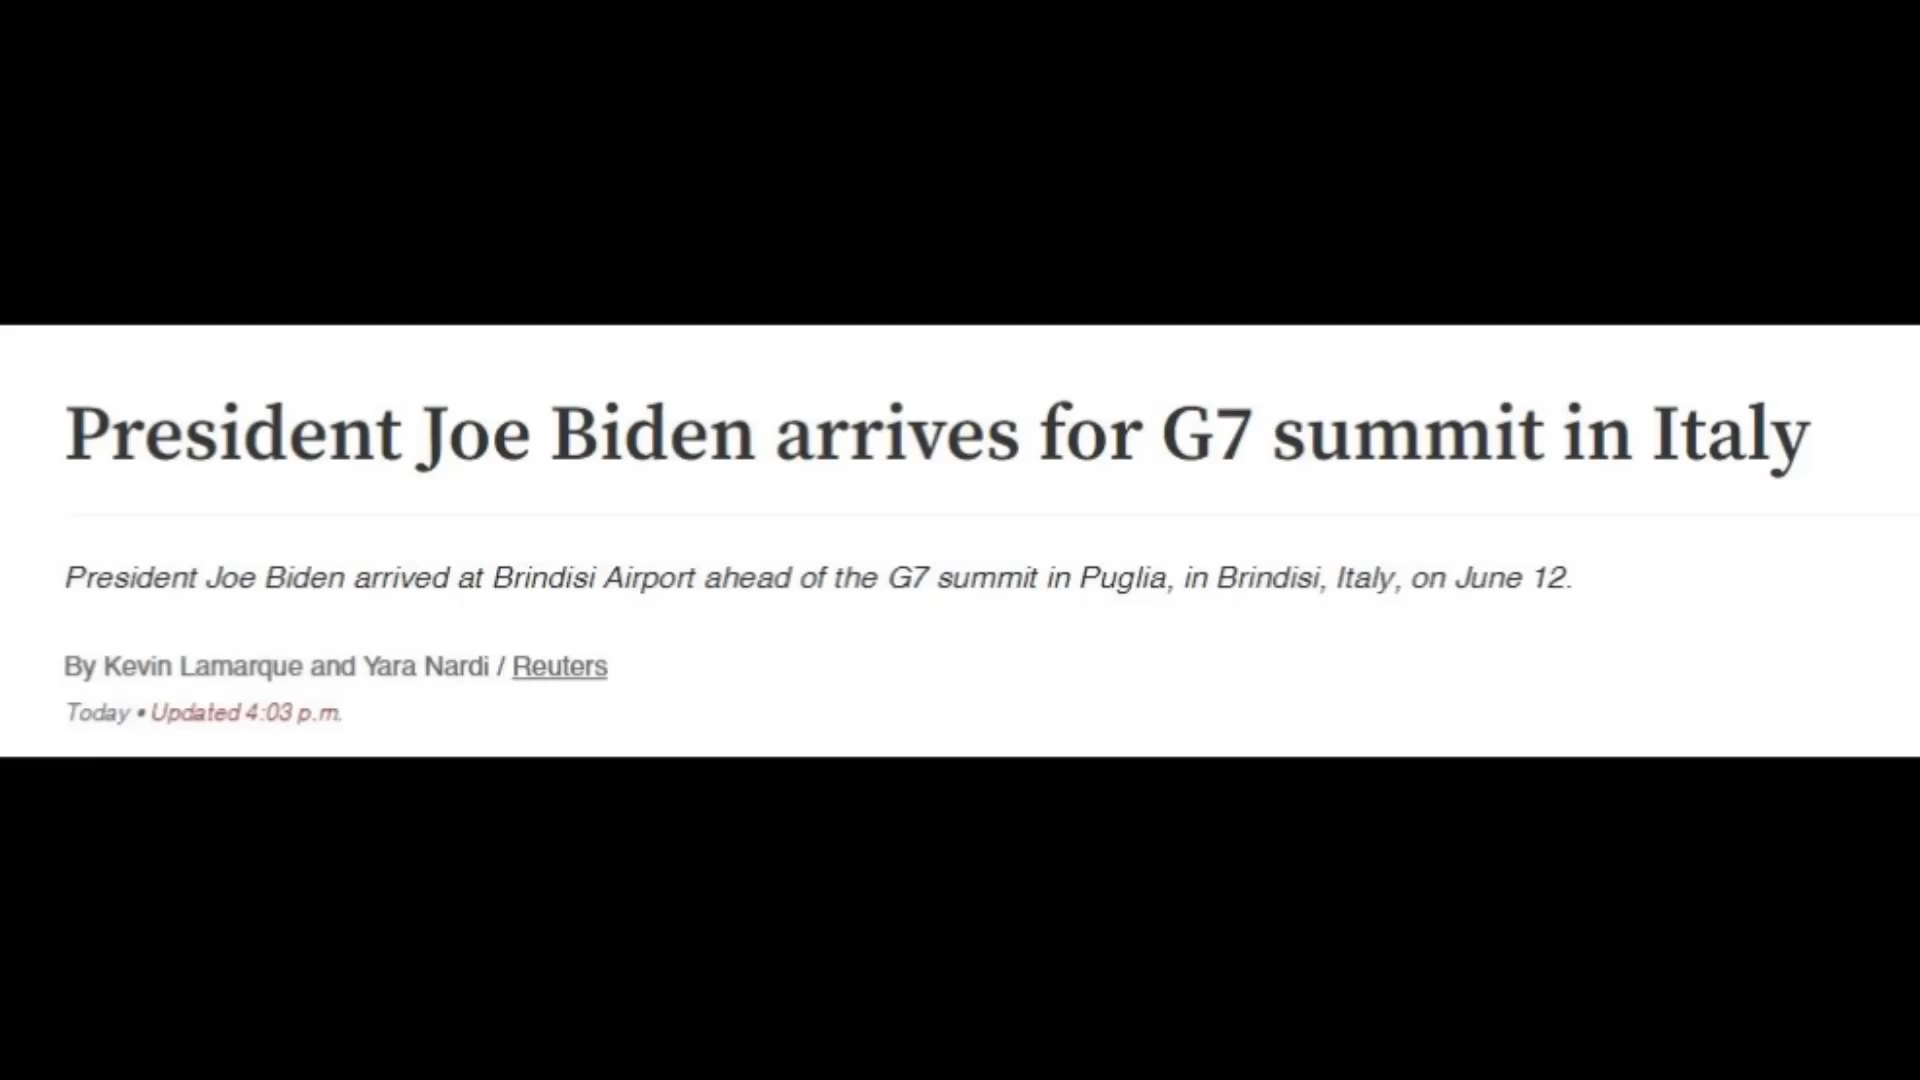 President Joe Biden arrives for G7 summit in Italy
President Joe Biden arrived at Brindisi Airport ahead of the G7 summit in Puglia, in Brindisi, Italy, on June 12.
By Kevin Lamarque and Yara Nardi / Reuters
Today • Updated 4:03 p.m.